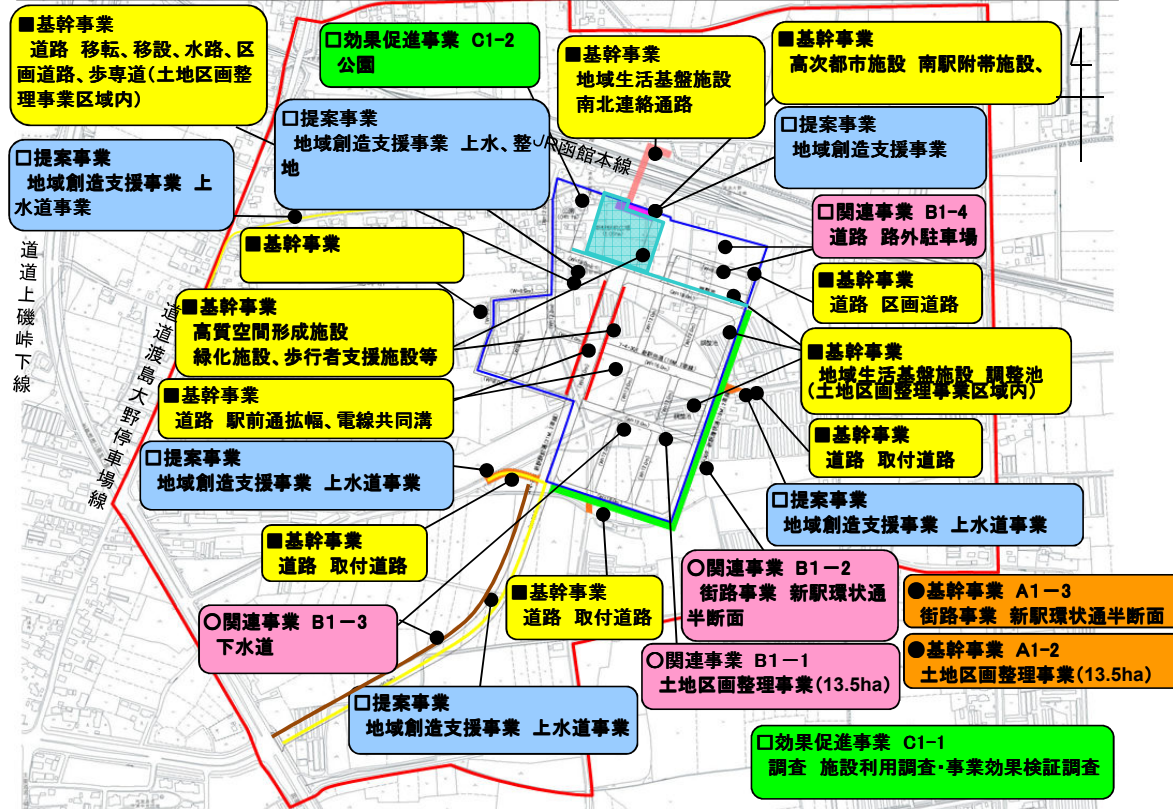 ■基幹事業
道路 移転、移設、水路、区
画道路、歩専道(土地区画整
理事業区域内)
□効果促進事業 C1-2
公園
■基幹事業
地域生活基盤施設
南北連絡通路
■基幹事業
高次都市施設 南駅附帯施設、
□提案事業
地域創造支援事業 上水、整
地
JR函館本線
□提案事業
地域創造支援事業
□提案事業
地域創造支援事業 上
水道事業
□関連事業 B1-4
道路 路外駐車場
■基幹事業
■基幹事業
道路 区画道路
道道上磯峠下線
道道渡島大野停車場線
■基幹事業
高質空間形成施設
緑化施設、歩行者支援施設等
■基幹事業
地域生活基盤施設 調整池
(土地区画整理事業区域内)
■基幹事業
道路 駅前通拡幅、電線共同溝
■基幹事業
道路 取付道路
□提案事業
地域創造支援事業 上水道事業
□提案事業
地域創造支援事業 上水道事業
■基幹事業
道路 取付道路
■基幹事業
道路 取付道路
○関連事業 B1-2
街路事業 新駅環状通
半断面
●基幹事業 A1-3
街路事業 新駅環状通半断面
○関連事業 B1-3
下水道
○関連事業 B1-1
土地区画整理事業(13.5ha)
●基幹事業 A1-2
土地区画整理事業(13.5ha)
□提案事業
地域創造支援事業 上水道事業
□効果促進事業 C1-1
調査 施設利用調査・事業効果検証調査
調整池
調整池